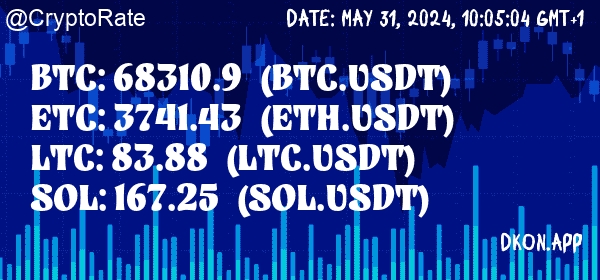 @CryptoRate
DATE: MAY 31, 2024, 10:05:04 GMT+1
BTC: 68310.9 (BTC.USDT)
ETC: 3741.43 (ETH.USDT)
LTC: 83.88 (LTC.USDT)
SOL: 167.25 (SOL.USDT)
DKON.APP